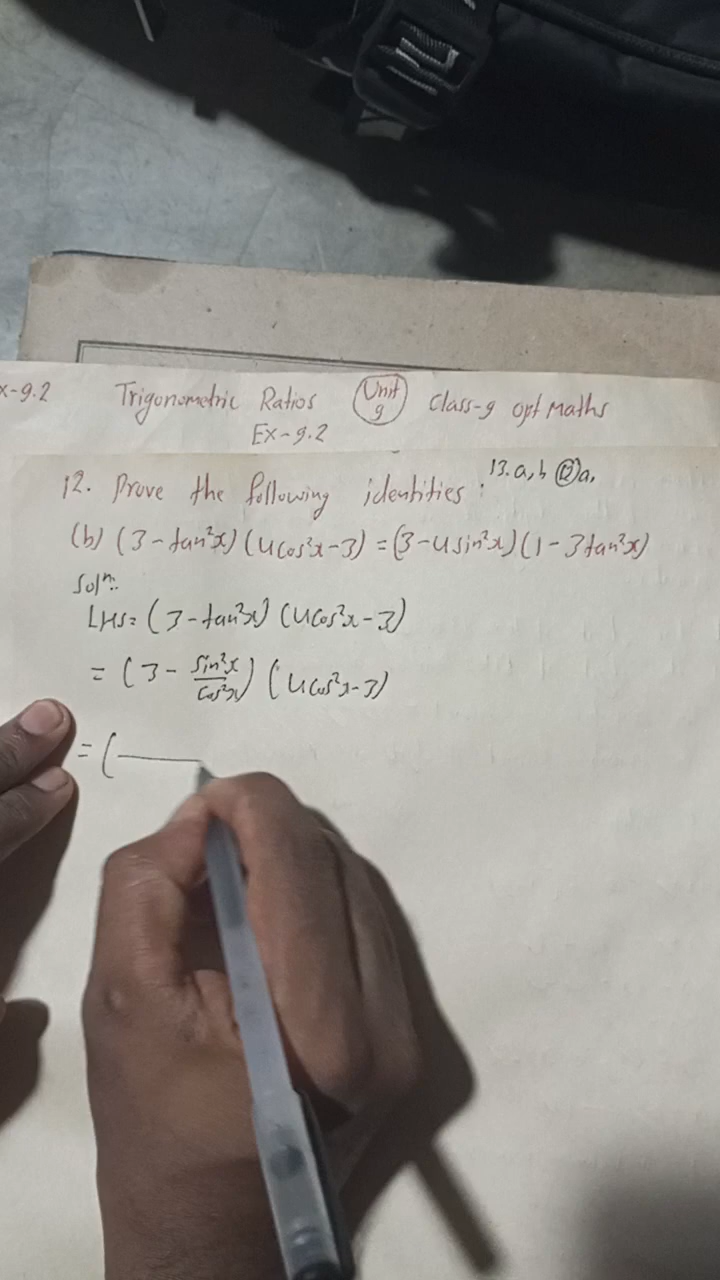 x-9.2 Trigonometric Ratios Unit 9 Class-9 opt Maths
Ex-9.2
12. Prove the following identities: 13. a, b (12) a,
(b) (3 - tan²x) (4cos²x - 3) = (3 - 4sin²x) (1 - 3tan²x)
Solⁿ:
LHS = (3 - tan²x) (4cos²x - 3)
= (3 - sin²x/cos²x) (4cos²x - 3)
= (